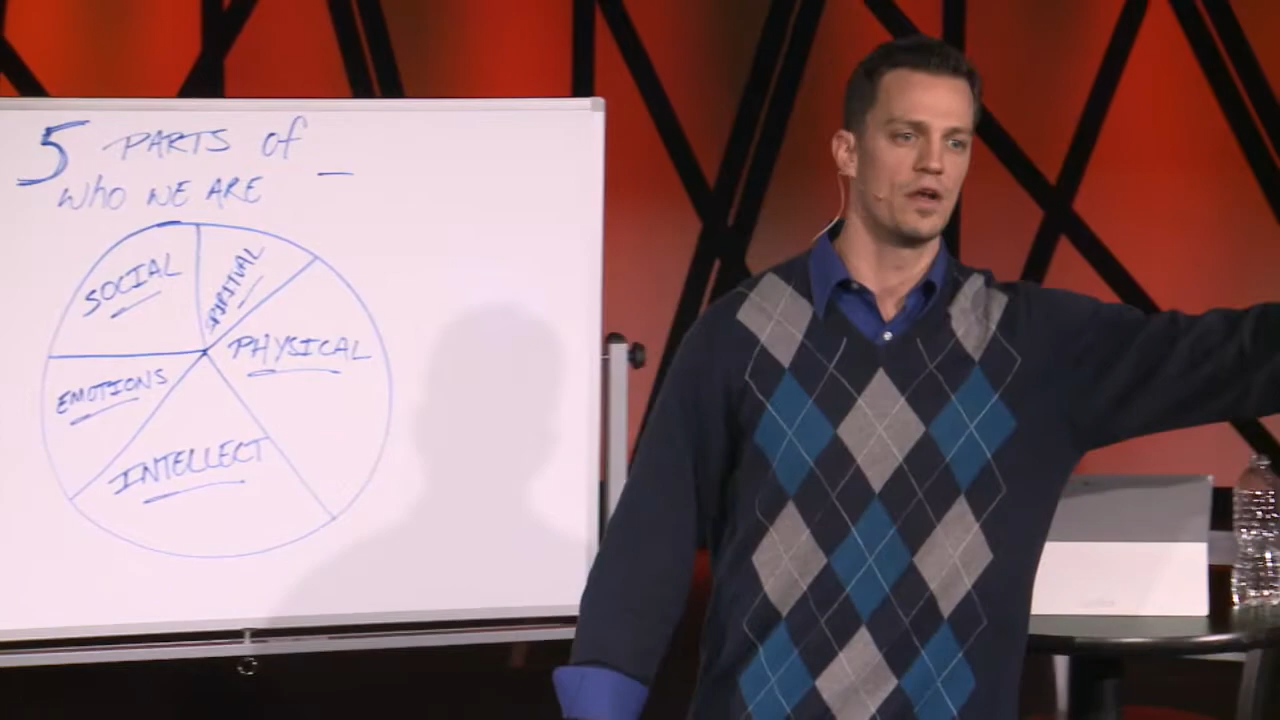 5 PARTS of
Who WE ARE
SOCIAL
SPIRITUAL
PHYSICAL
EMOTIONS
INTELLECT